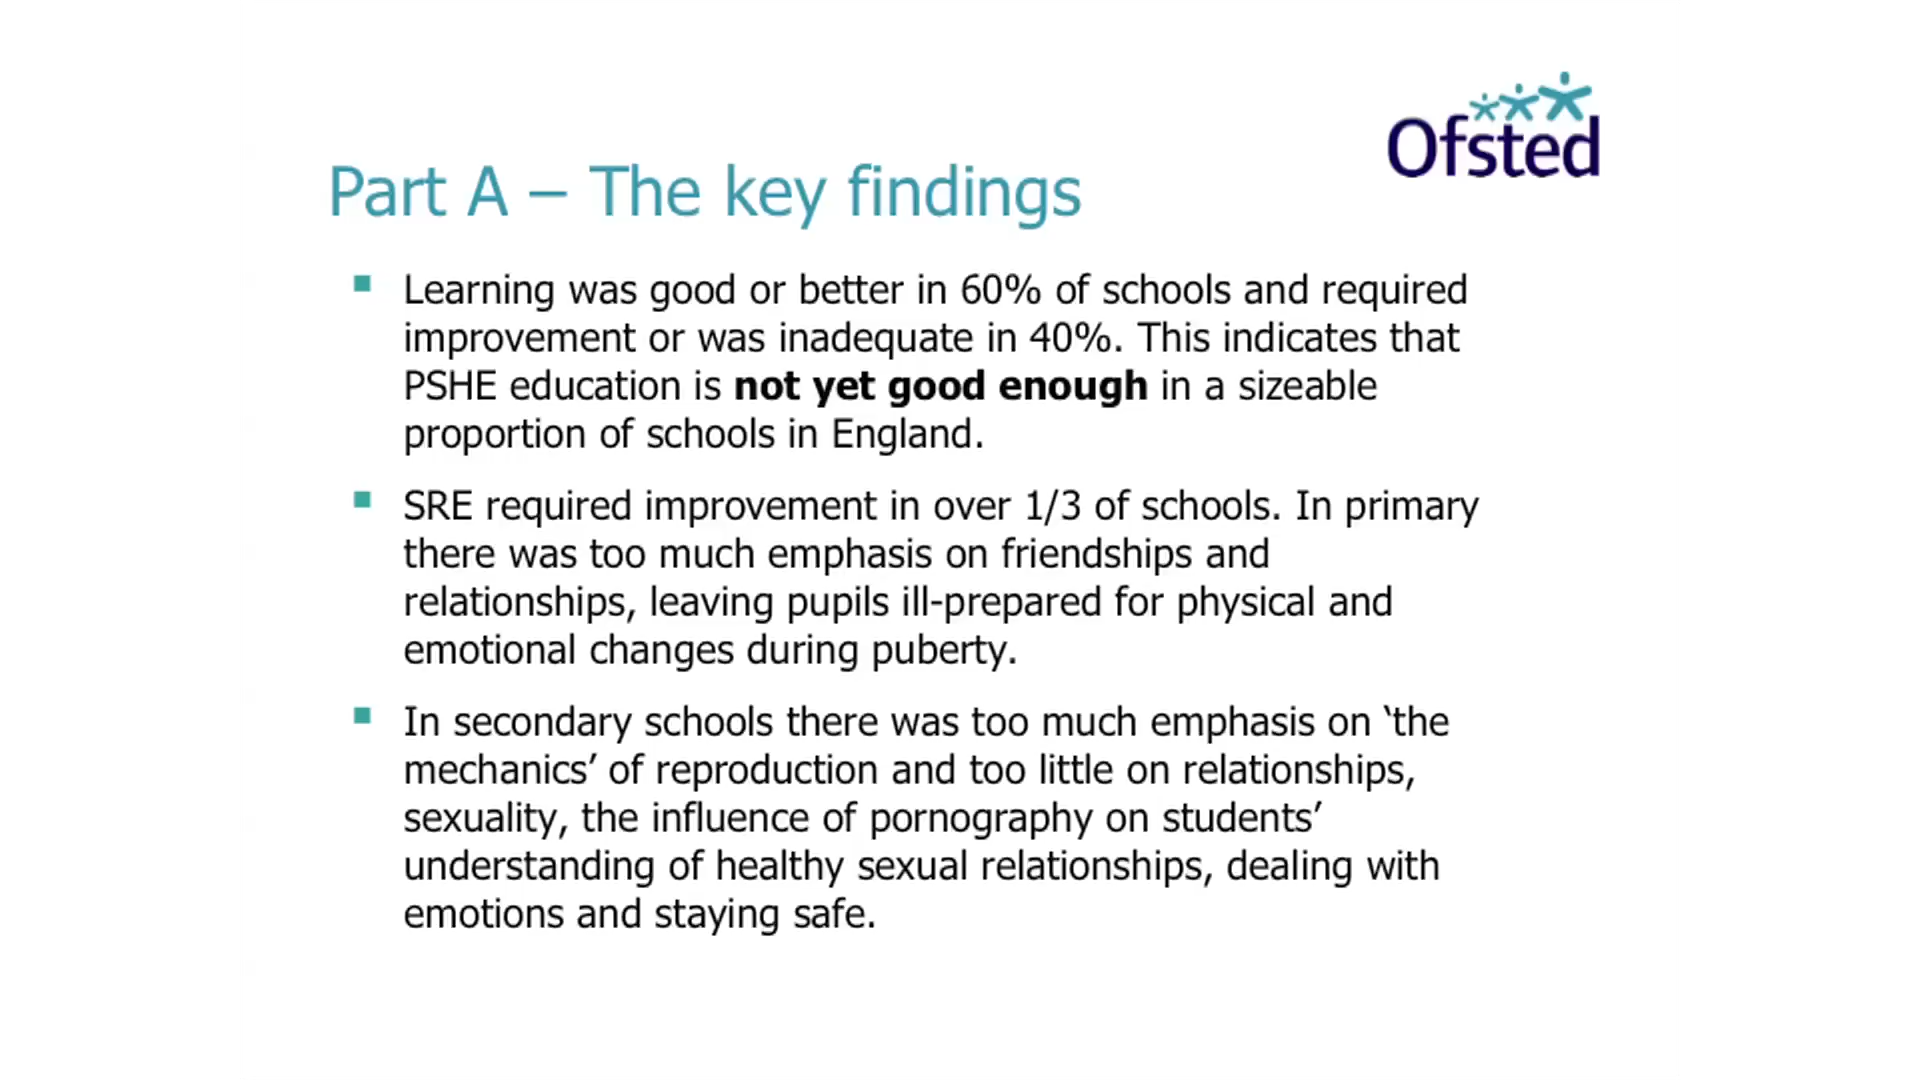 Ofsted
Part A – The key findings
Learning was good or better in 60% of schools and required
improvement or was inadequate in 40%. This indicates that
PSHE education is not yet good enough in a sizeable
proportion of schools in England.
SRE required improvement in over 1/3 of schools. In primary
there was too much emphasis on friendships and
relationships, leaving pupils ill-prepared for physical and
emotional changes during puberty.
In secondary schools there was too much emphasis on ‘the
mechanics’ of reproduction and too little on relationships,
sexuality, the influence of pornography on students’
understanding of healthy sexual relationships, dealing with
emotions and staying safe.